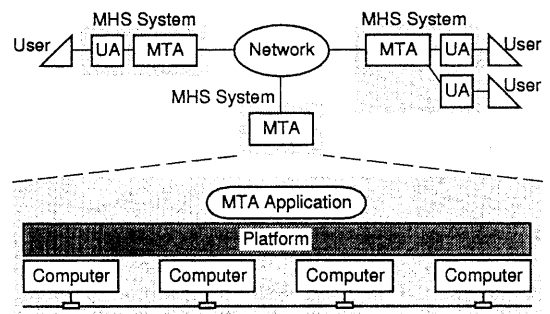 MHS System
MHS System
User
UA
MTA
Network
MTA
UA
User
UA
User
MHS System
MTA
MTA Application
Platform
Computer
Computer
Computer
Computer